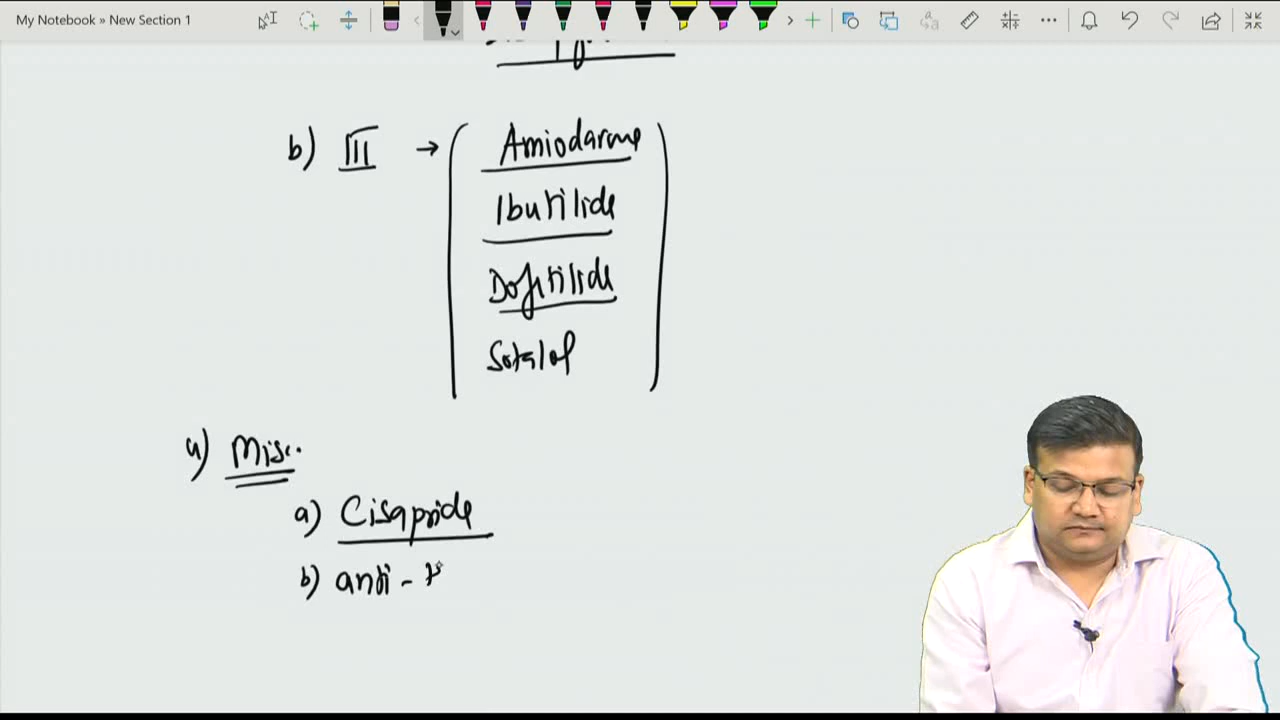 My Notebook » New Section 1
b) III → Amiodarone
Ibutilide
Dofetilide
Sotalol
4) Misc.
a) Cisapride
b) anti -